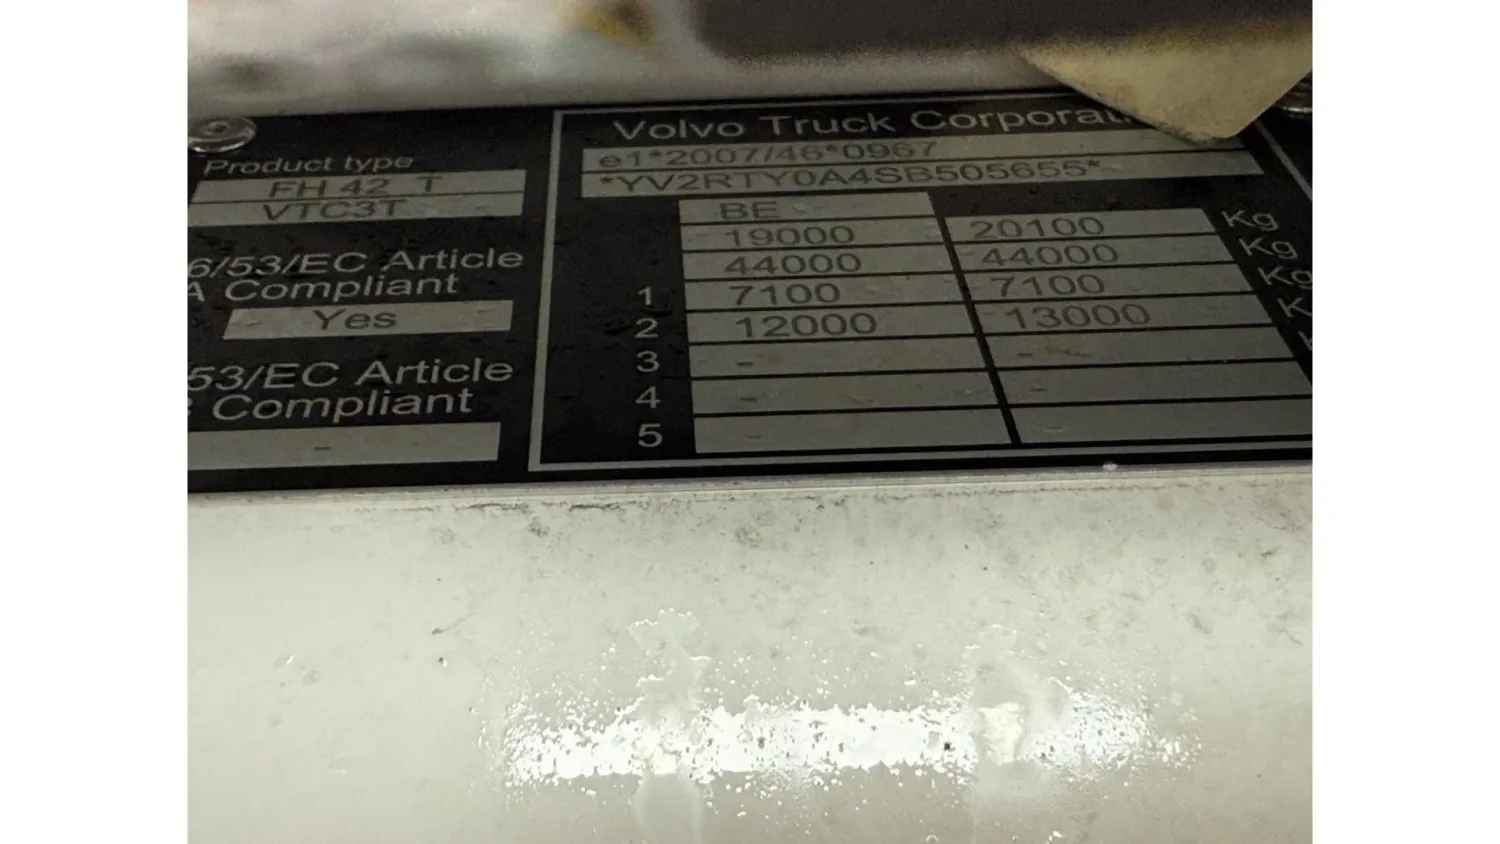 Product type
FH 42 T
VTC3T
6/53/EC Article
A Compliant
Yes
53/EC Article
Compliant
-
Volvo Truck
e1*2007/46*0967
*YV2RTY0A4SB505655*
BE
19000 20100 Kg
44000 44000 Kg
1 7100 7100 Kg
2 12000 13000 K
3 - -
4 - -
5 - -